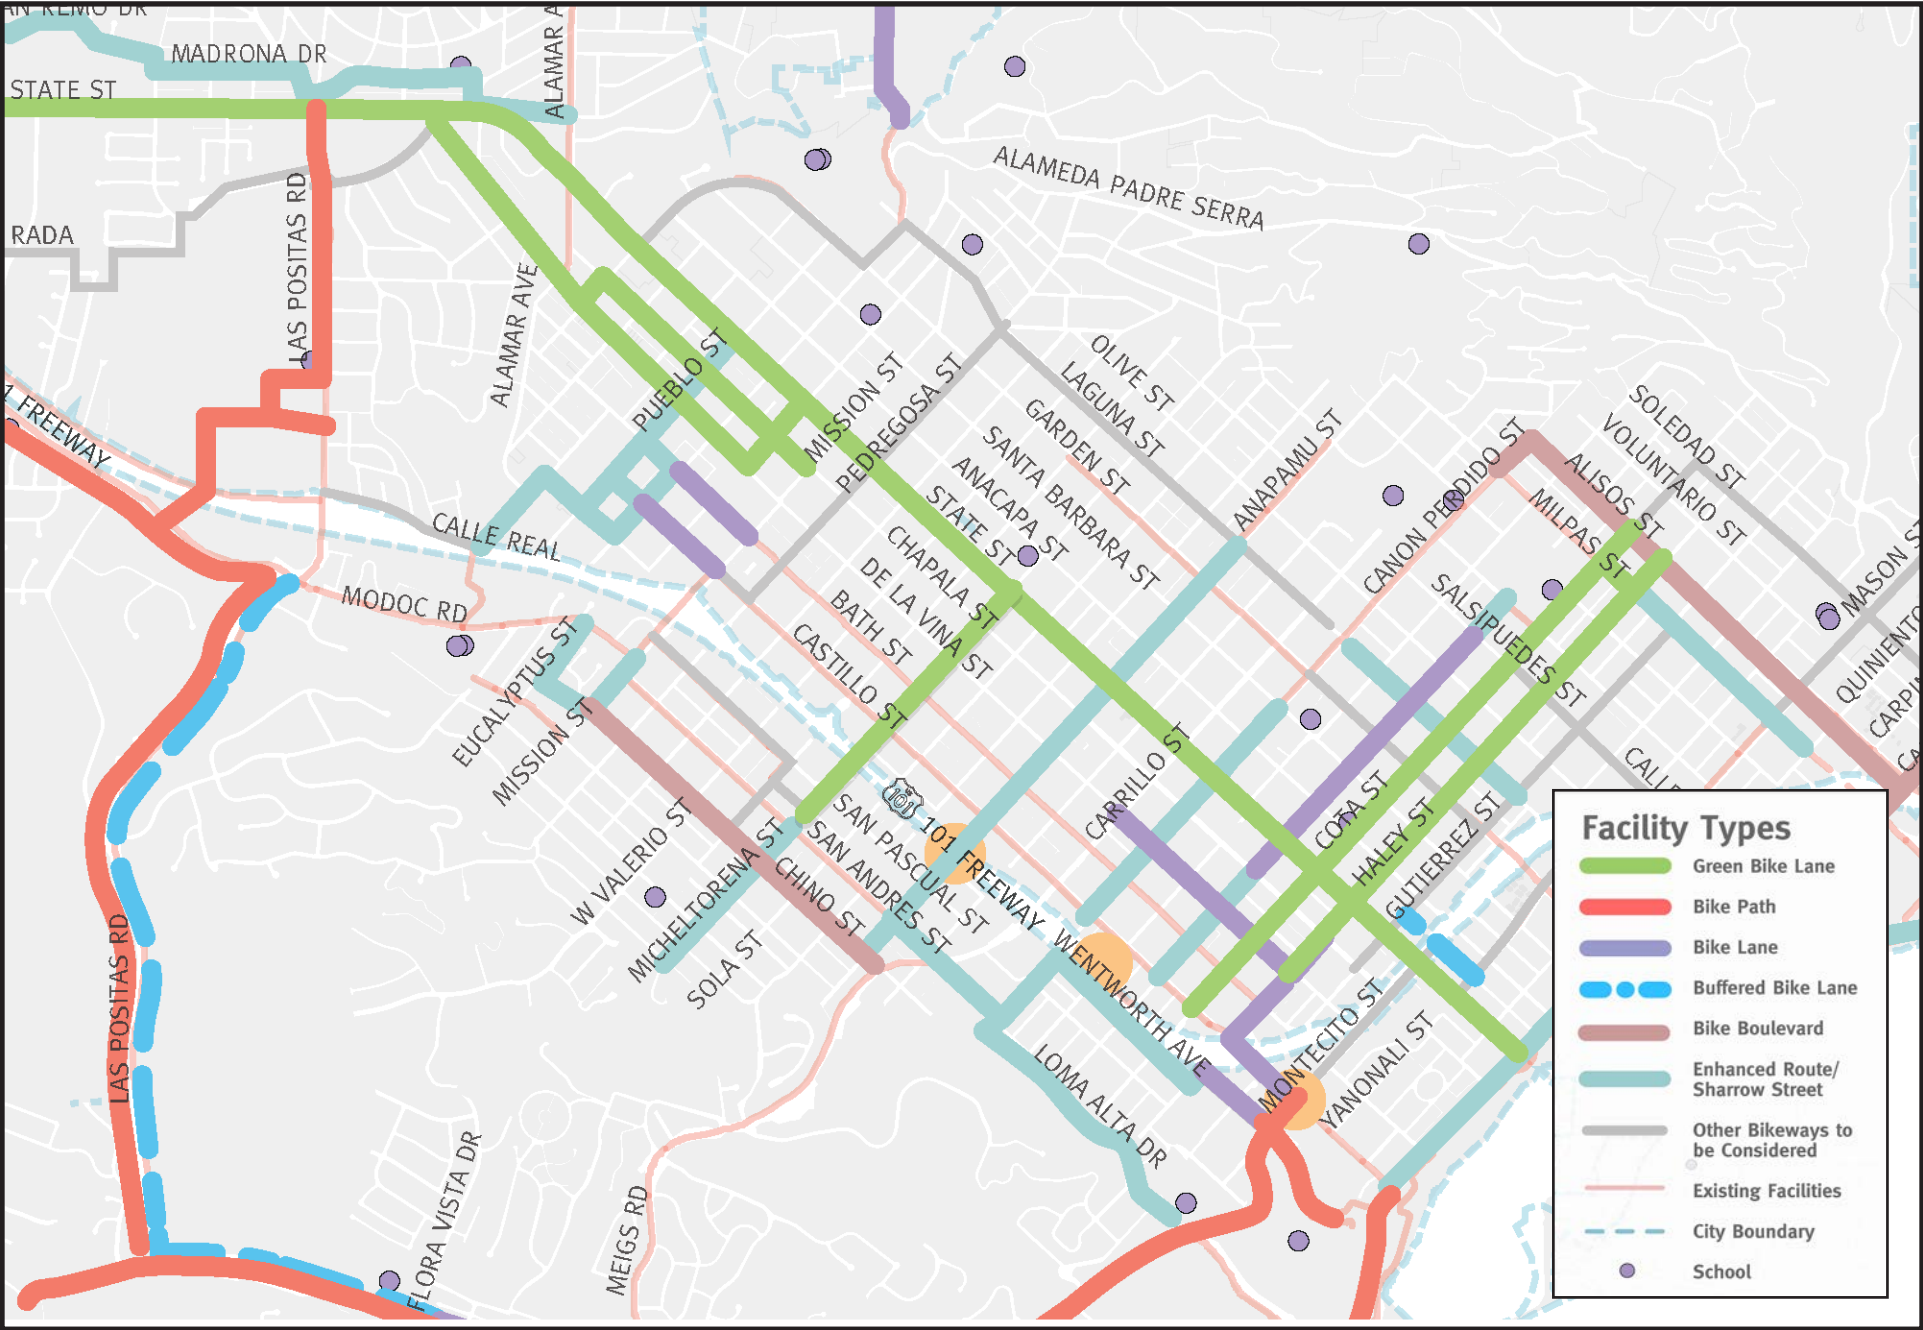 MADRONA DR
STATE ST
ALAMAR A
LAS POSITAS RD
RADA
ALAMEDA PADRE SERRA
ALAMAR AVE
PUEBLO ST
MISSION ST
PEDREGOSA ST
OLIVE ST
LAGUNA ST
GARDEN ST
SANTA BARBARA ST
ANACAPA ST
STATE ST
CHAPALA ST
DE LA VINA ST
BATH ST
CASTILLO ST
ANAPAMU ST
CANON PERDIDO ST
SOLEDAD ST
VOLUNTARIO ST
ALISOS ST
MILPAS ST
SALSIPUEDES ST
MASON S
QUINIENTO
CARPIN
CA
CALLE
FREEWAY
CALLE REAL
MODOC RD
EUCALYPTUS ST
MISSION ST
W VALERIO ST
MICHELTORENA ST
SOLA ST
CHINO ST
SAN ANDRES ST
SAN PASCUAL ST
101
101 FREEWAY
WENTWORTH AVE
CARRILLO ST
COTA ST
HALEY ST
GUTIERREZ ST
MONTECITO ST
YANONALI ST
LOMA ALTA DR
LAS POSITAS RD
FLORA VISTA DR
MEIGS RD
Facility Types
Green Bike Lane
Bike Path
Bike Lane
Buffered Bike Lane
Bike Boulevard
Enhanced Route/
Sharrow Street
Other Bikeways to
be Considered
Existing Facilities
City Boundary
School